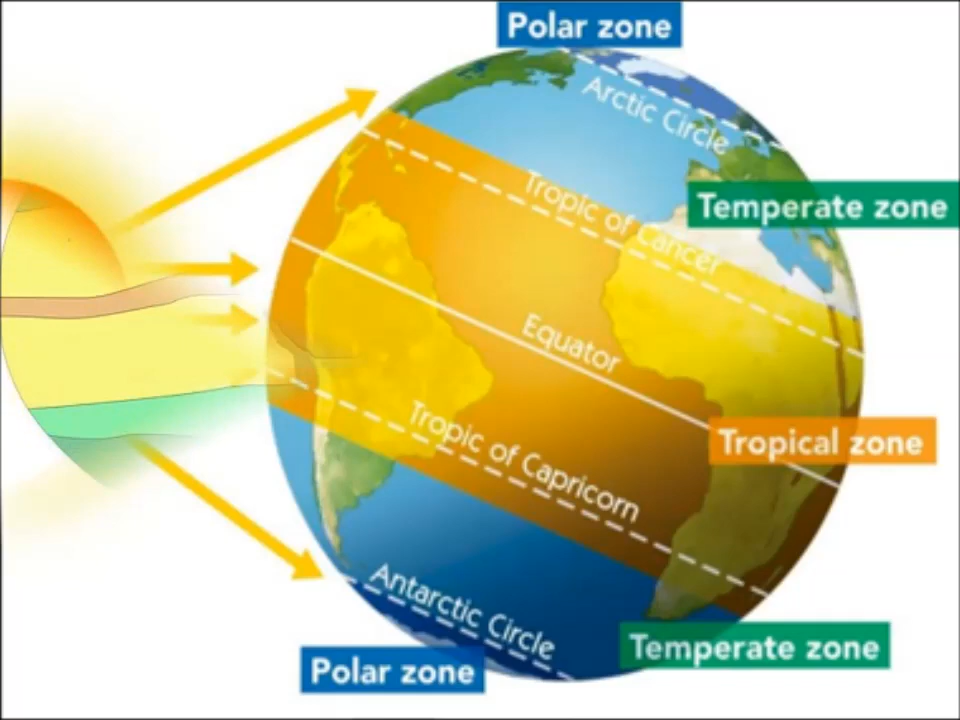 Polar zone
Arctic Circle
Temperate zone
Tropic of Cancer
Equator
Tropical zone
Tropic of Capricorn
Antarctic Circle
Temperate zone
Polar zone